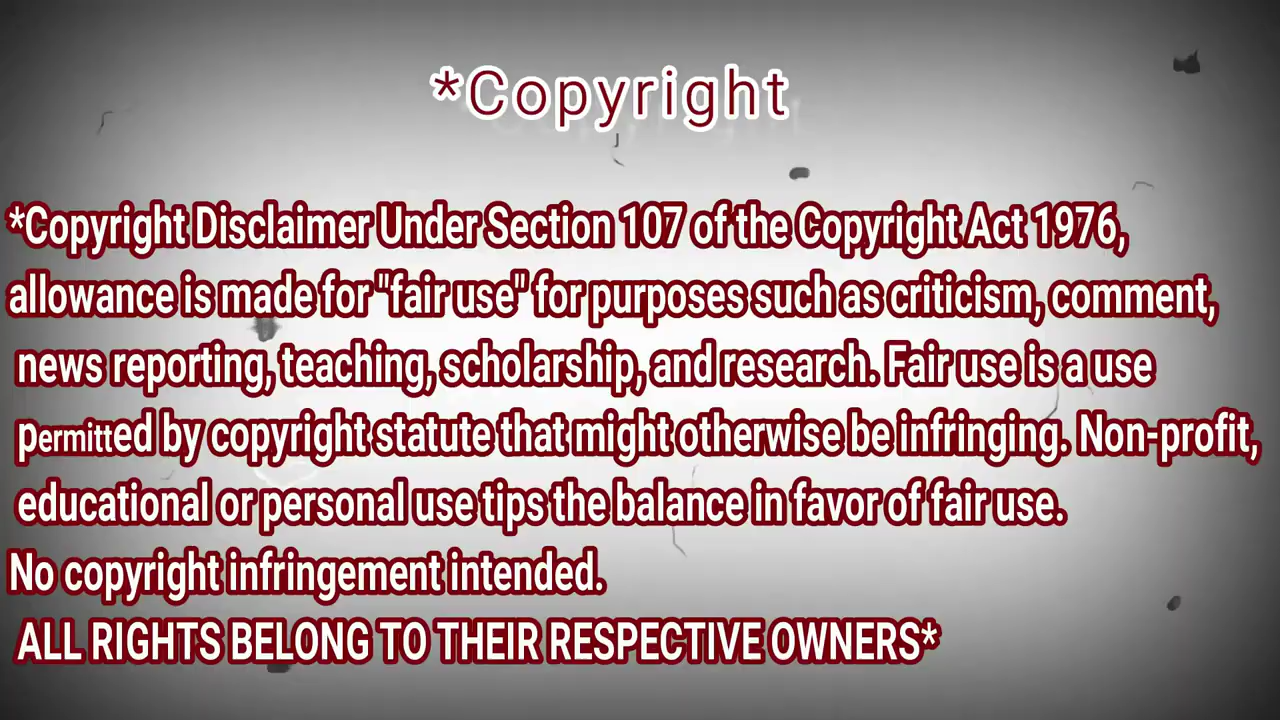 *Copyright
*Copyright Disclaimer Under Section 107 of the Copyright Act 1976,
allowance is made for "fair use" for purposes such as criticism, comment,
news reporting, teaching, scholarship, and research. Fair use is a use
permitted by copyright statute that might otherwise be infringing. Non-profit,
educational or personal use tips the balance in favor of fair use.
No copyright infringement intended.
ALL RIGHTS BELONG TO THEIR RESPECTIVE OWNERS*